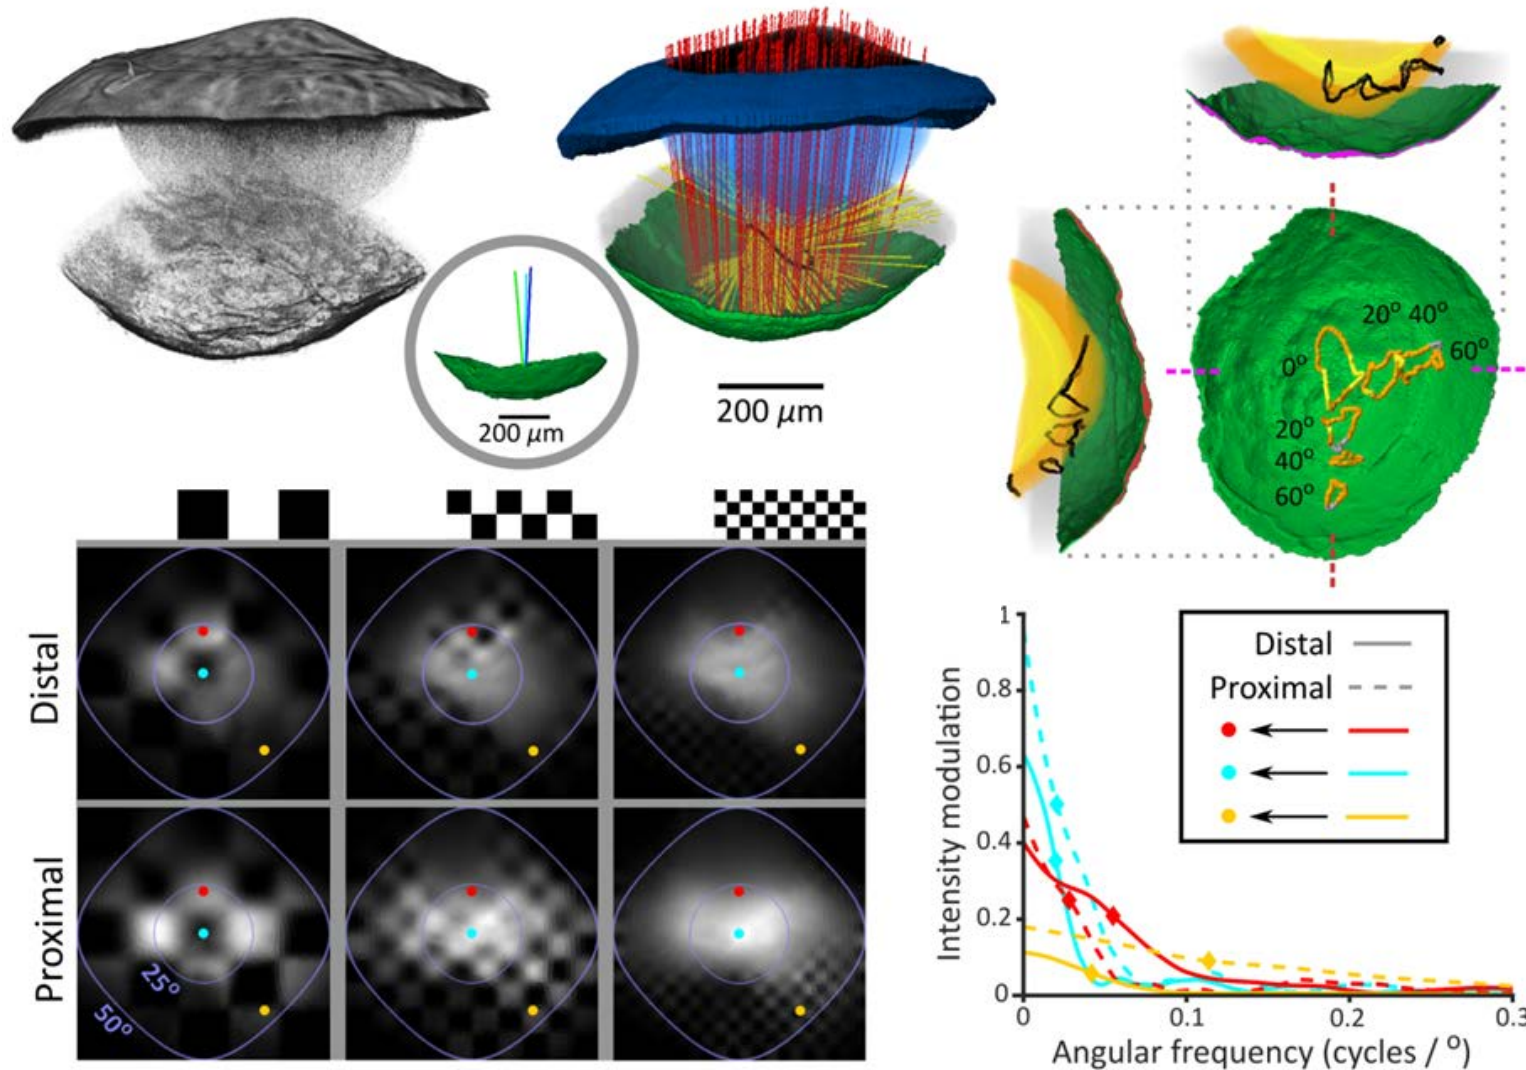 200 µm
200 µm
20° 40°
0°
60°
20°
40°
60°
Distal
Proximal
25°
50°
1
0.8
0.6
0.4
0.2
0
0
0.1
0.2
0.3
Intensity modulation
Angular frequency (cycles / °)
Distal
Proximal